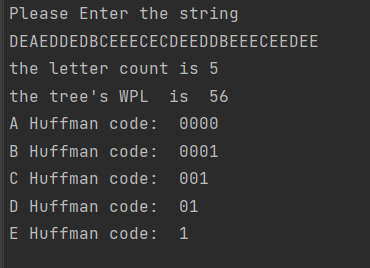 Please Enter the string
DEAEDDEDBCEEECECDEEDDBEEECEEDEE
the letter count is 5
the tree's WPL  is  56
A Huffman code:  0000
B Huffman code:  0001
C Huffman code:  001
D Huffman code:  01
E Huffman code:  1